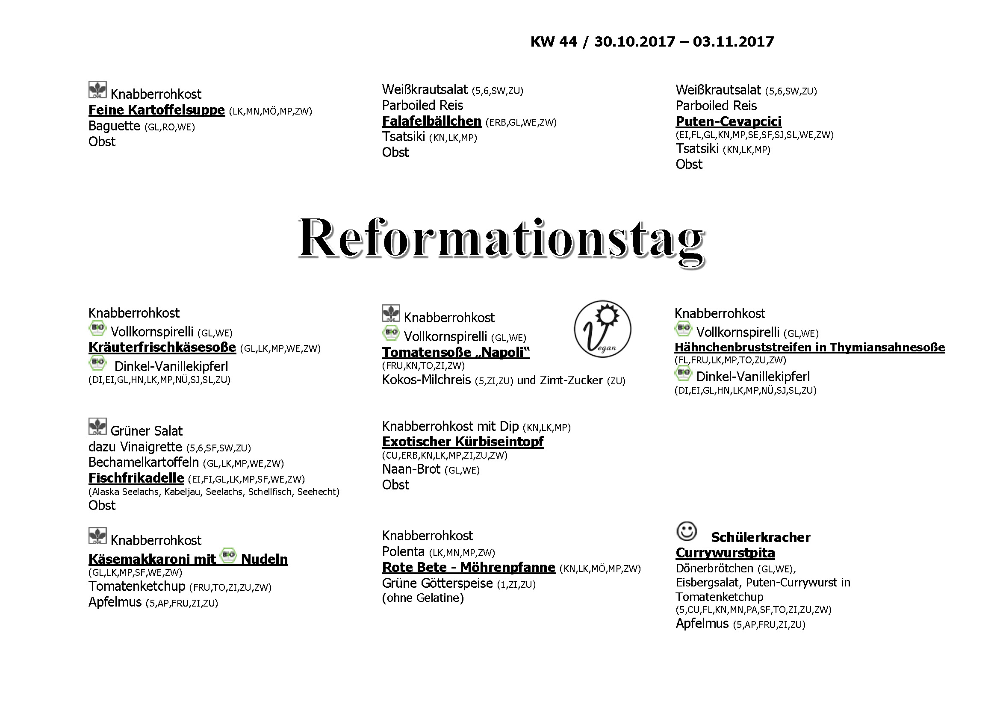 KW 44 / 30.10.2017 – 03.11.2017
Knabberrohkost
Feine Kartoffelsuppe (LK,MN,MÖ,MP,ZW)
Baguette (GL,RO,WE)
Obst
Weißkrautsalat (5,6,SW,ZU)
Parboiled Reis
Falafelbällchen (ERB,GL,WE,ZW)
Tsatsiki (KN,LK,MP)
Obst
Weißkrautsalat (5,6,SW,ZU)
Parboiled Reis
Puten-Cevapcici
(EI,FL,GL,KN,MP,SE,SF,SJ,SL,WE,ZW)
Tsatsiki (KN,LK,MP)
Obst
Reformationstag
Knabberrohkost
BIO Vollkornspirelli (GL,WE)
Kräuterfrischkäsesoße (GL,LK,MP,WE,ZW)
BIO Dinkel-Vanillekipferl
(DI,EI,GL,HN,LK,MP,NÜ,SJ,SL,ZU)
Knabberrohkost
BIO Vollkornspirelli (GL,WE)
Tomatensoße „Napoli“
(FRU,KN,TO,ZI,ZW)
Kokos-Milchreis (5,ZI,ZU) und Zimt-Zucker (ZU)
Vegan
Knabberrohkost
BIO Vollkornspirelli (GL,WE)
Hähnchenbruststreifen in Thymiansahnesoße
(FL,FRU,LK,MP,TO,ZU,ZW)
BIO Dinkel-Vanillekipferl
(DI,EI,GL,HN,LK,MP,NÜ,SJ,SL,ZU)
Grüner Salat
dazu Vinaigrette (5,6,SF,SW,ZU)
Bechamelkartoffeln (GL,LK,MP,WE,ZW)
Fischfrikadelle (EI,FI,GL,LK,MP,SF,WE,ZW)
(Alaska Seelachs, Kabeljau, Seelachs, Schellfisch, Seehecht)
Obst
Knabberrohkost mit Dip (KN,LK,MP)
Exotischer Kürbiseintopf
(CU,ERB,KN,LK,MP,ZI,ZU,ZW)
Naan-Brot (GL,WE)
Obst
Knabberrohkost
Käsemakkaroni mit BIO Nudeln
(GL,LK,MP,SF,WE,ZW)
Tomatenketchup (FRU,TO,ZI,ZU,ZW)
Apfelmus (5,AP,FRU,ZI,ZU)
Knabberrohkost
Polenta (LK,MN,MP,ZW)
Rote Bete - Möhrenpfanne (KN,LK,MÖ,MP,ZW)
Grüne Götterspeise (1,ZI,ZU)
(ohne Gelatine)
Schülerkracher
Currywurstpita
Dönerbrötchen (GL,WE),
Eisbergsalat, Puten-Currywurst in
Tomatenketchup
(5,CU,FL,KN,MN,PA,SF,TO,ZI,ZU,ZW)
Apfelmus (5,AP,FRU,ZI,ZU)